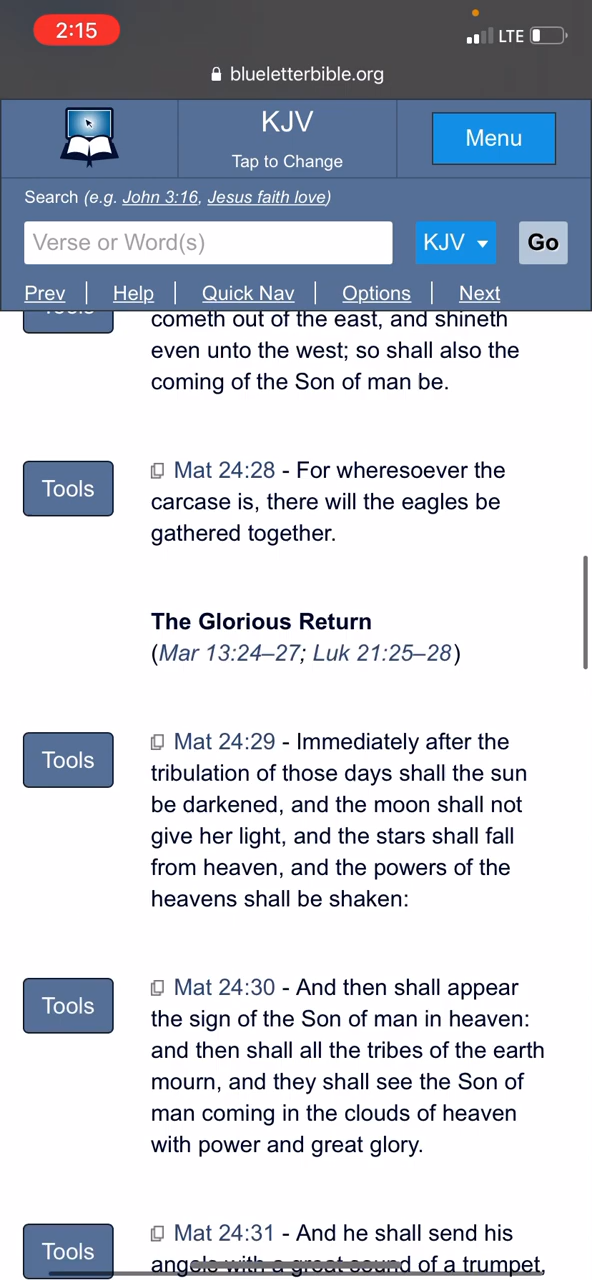 2:15
LTE
blueletterbible.org
KJV
Tap to Change
Menu
Search (e.g. John 3:16, Jesus faith love)
Verse or Word(s)
KJV
Go
Prev | Help | Quick Nav | Options | Next
Tools
cometh out of the east, and shineth
even unto the west; so shall also the
coming of the Son of man be.
Tools
Mat 24:28 - For wheresoever the
carcase is, there will the eagles be
gathered together.
The Glorious Return
(Mar 13:24–27; Luk 21:25–28)
Tools
Mat 24:29 - Immediately after the
tribulation of those days shall the sun
be darkened, and the moon shall not
give her light, and the stars shall fall
from heaven, and the powers of the
heavens shall be shaken:
Tools
Mat 24:30 - And then shall appear
the sign of the Son of man in heaven:
and then shall all the tribes of the earth
mourn, and they shall see the Son of
man coming in the clouds of heaven
with power and great glory.
Tools
Mat 24:31 - And he shall send his
angels with a great sound of a trumpet,